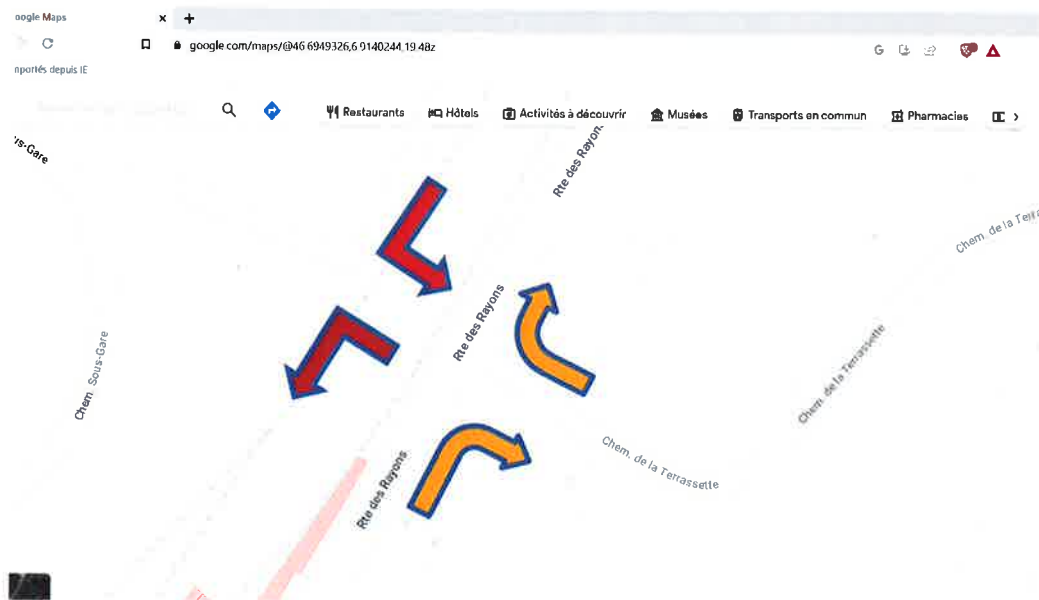 oogle Maps
google.com/maps/@46.6949326,6.9140244,19.48z
nportés depuis IE
Restaurants
Hôtels
Activités à découvrir
Musées
Transports en commun
Pharmacies
us-Gare
Rte des Rayons
Chem. de la Terra
Rte des Rayons
Chem. Sous-Gare
Chem. de la Terrassette
Chem. de la Terrassette
Rte des Rayons